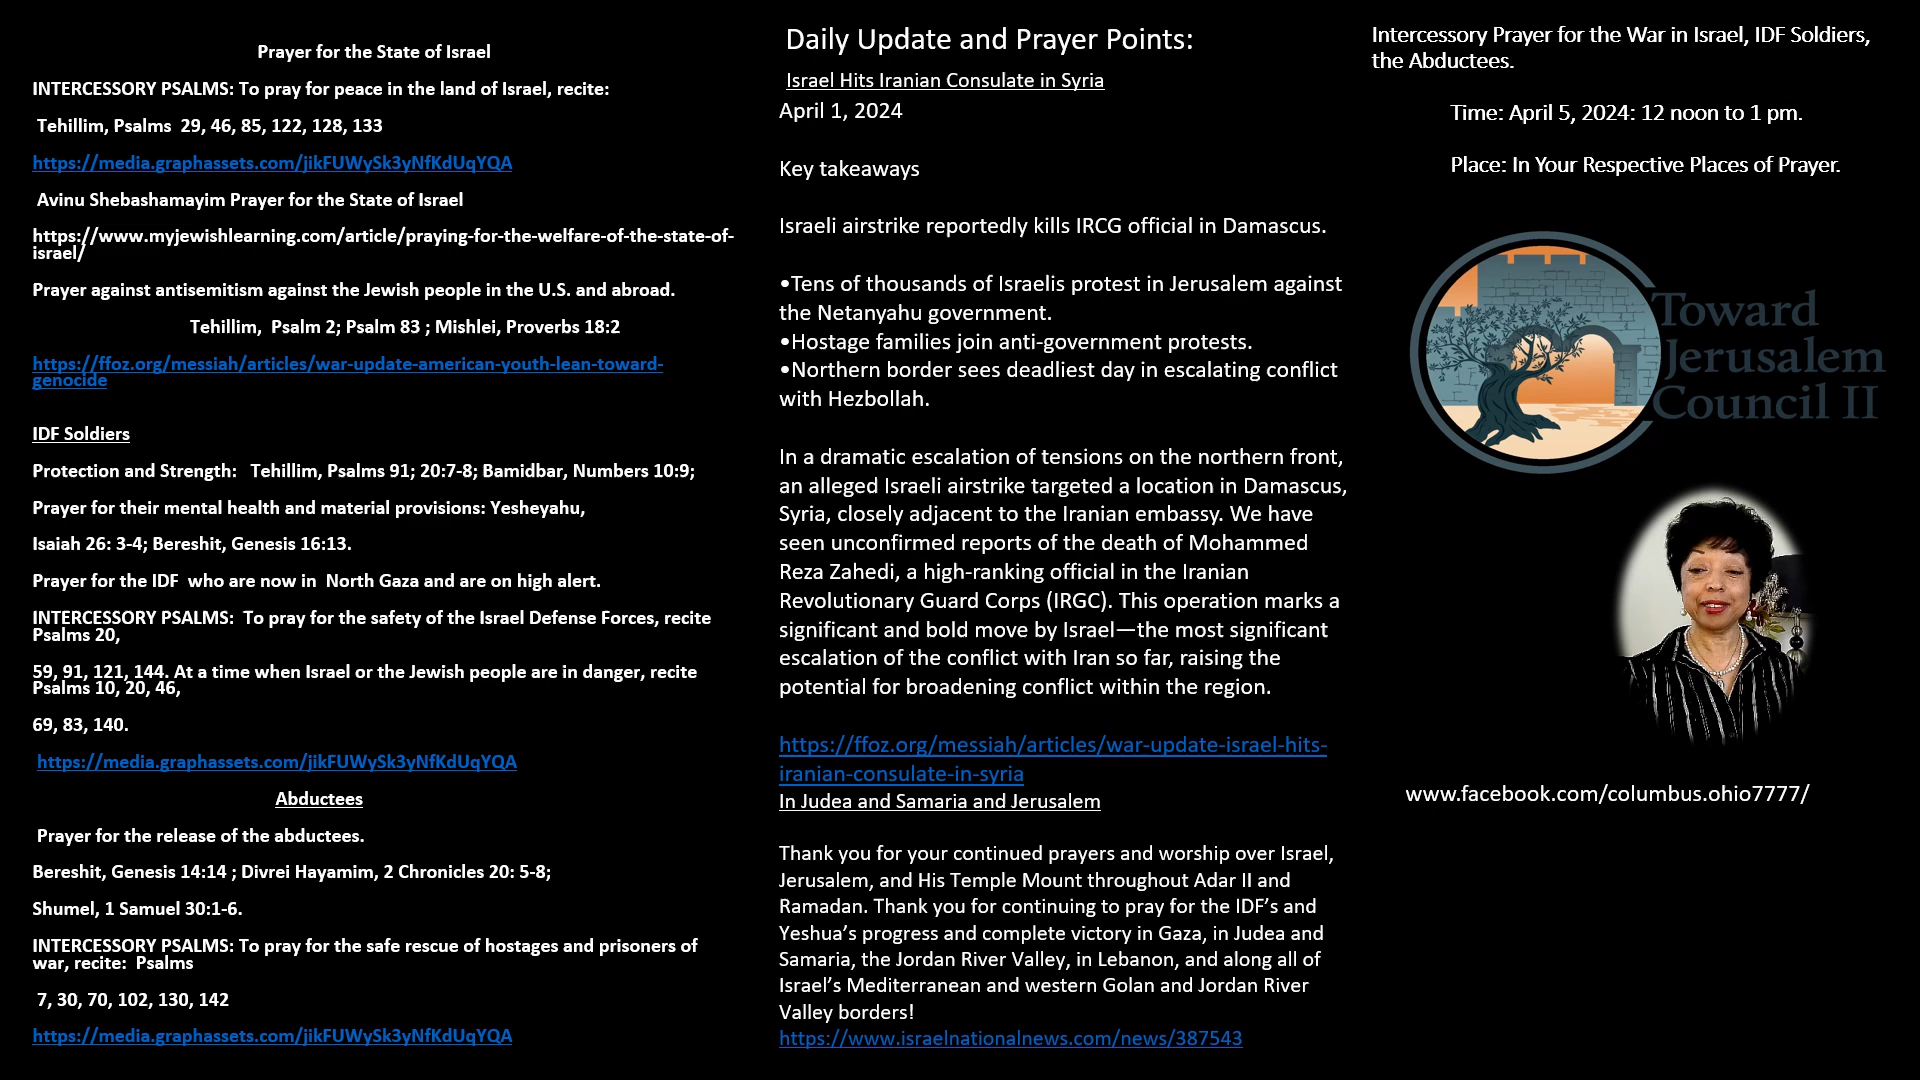 Prayer for the State of Israel
INTERCESSORY PSALMS: To pray for peace in the land of Israel, recite:
Tehillim, Psalms 29, 46, 85, 122, 128, 133
https://media.graphassets.com/jikFUWySk3yNfKdUqYQA
Avinu Shebashamayim Prayer for the State of Israel
https://www.myjewishlearning.com/article/praying-for-the-welfare-of-the-state-of-
israel/
Prayer against antisemitism against the Jewish people in the U.S. and abroad.
Tehillim, Psalm 2; Psalm 83 ; Mishlei, Proverbs 18:2
https://ffoz.org/messiah/articles/war-update-american-youth-lean-toward-
genocide
IDF Soldiers
Protection and Strength: Tehillim, Psalms 91; 20:7-8; Bamidbar, Numbers 10:9;
Prayer for their mental health and material provisions: Yesheyahu,
Isaiah 26: 3-4; Bereshit, Genesis 16:13.
Prayer for the IDF who are now in North Gaza and are on high alert.
INTERCESSORY PSALMS: To pray for the safety of the Israel Defense Forces, recite
Psalms 20,
59, 91, 121, 144. At a time when Israel or the Jewish people are in danger, recite
Psalms 10, 20, 46,
69, 83, 140.
https://media.graphassets.com/jikFUWySk3yNfKdUqYQA
Abductees
Prayer for the release of the abductees.
Bereshit, Genesis 14:14 ; Divrei Hayamim, 2 Chronicles 20: 5-8;
Shumel, 1 Samuel 30:1-6.
INTERCESSORY PSALMS: To pray for the safe rescue of hostages and prisoners of
war, recite: Psalms
7, 30, 70, 102, 130, 142
https://media.graphassets.com/jikFUWySk3yNfKdUqYQA
Daily Update and Prayer Points:
Israel Hits Iranian Consulate in Syria
April 1, 2024
Key takeaways
Israeli airstrike reportedly kills IRCG official in Damascus.
•Tens of thousands of Israelis protest in Jerusalem against
the Netanyahu government.
•Hostage families join anti-government protests.
•Northern border sees deadliest day in escalating conflict
with Hezbollah.
In a dramatic escalation of tensions on the northern front,
an alleged Israeli airstrike targeted a location in Damascus,
Syria, closely adjacent to the Iranian embassy. We have
seen unconfirmed reports of the death of Mohammed
Reza Zahedi, a high-ranking official in the Iranian
Revolutionary Guard Corps (IRGC). This operation marks a
significant and bold move by Israel—the most significant
escalation of the conflict with Iran so far, raising the
potential for broadening conflict within the region.
https://ffoz.org/messiah/articles/war-update-israel-hits-
iranian-consulate-in-syria
In Judea and Samaria and Jerusalem
Thank you for your continued prayers and worship over Israel,
Jerusalem, and His Temple Mount throughout Adar II and
Ramadan. Thank you for continuing to pray for the IDF’s and
Yeshua’s progress and complete victory in Gaza, in Judea and
Samaria, the Jordan River Valley, in Lebanon, and along all of
Israel’s Mediterranean and western Golan and Jordan River
Valley borders!
https://www.israelnationalnews.com/news/387543
Intercessory Prayer for the War in Israel, IDF Soldiers,
the Abductees.
Time: April 5, 2024: 12 noon to 1 pm.
Place: In Your Respective Places of Prayer.
Toward
Jerusalem
Council II
www.facebook.com/columbus.ohio7777/